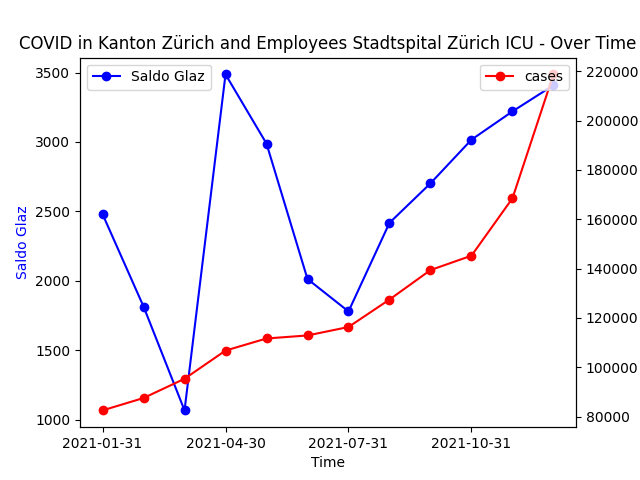 COVID in Kanton Zürich and Employees Stadtspital Zürich ICU - Over Time
Saldo Glaz
cases
3500
3000
2500
2000
1500
1000
Saldo Glaz
220000
200000
180000
160000
140000
120000
100000
80000
2021-01-31 2021-04-30 2021-07-31 2021-10-31
Time